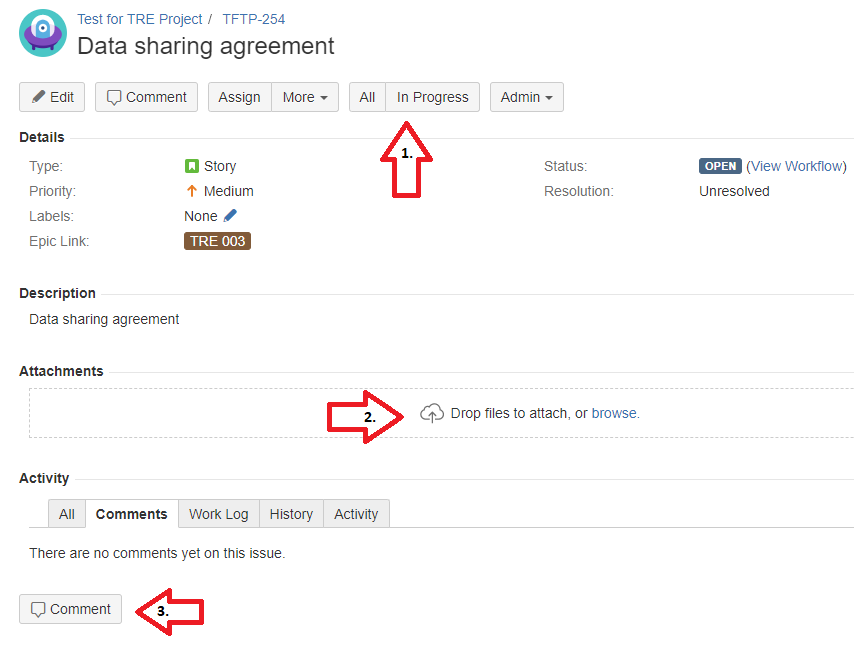 Test for TRE Project / TFTP-254
Data sharing agreement
Edit Comment Assign More All In Progress Admin
1.
Details
Type: Story Status: OPEN (View Workflow)
Priority: Medium Resolution: Unresolved
Labels: None
Epic Link: TRE 003
Description
Data sharing agreement
Attachments
2. Drop files to attach, or browse.
Activity
All Comments Work Log History Activity
There are no comments yet on this issue.
Comment 3.